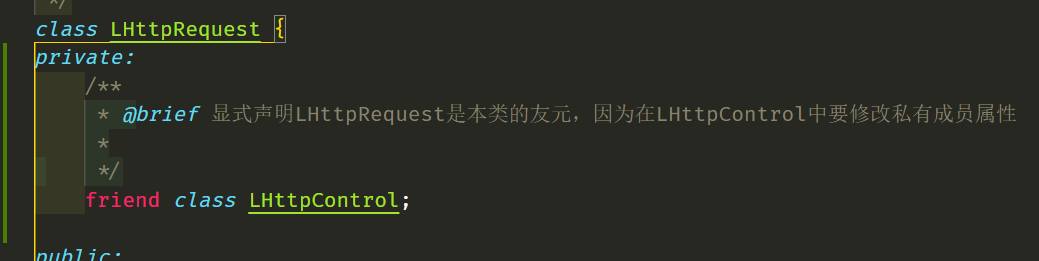 */
class LHttpRequest {
private:
/**
* @brief 显式声明LHttpRequest是本类的友元，因为在LHttpControl中要修改私有成员属性
*
*/
friend class LHttpControl;
public: